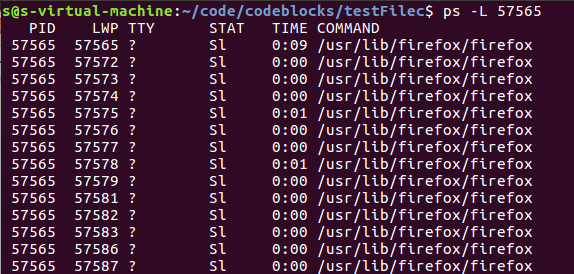 s@s-virtual-machine:~/code/codeblocks/testFilec$ ps -L 57565
PID LWP TTY STAT TIME COMMAND
57565 57565 ? Sl 0:09 /usr/lib/firefox/firefox
57565 57572 ? Sl 0:00 /usr/lib/firefox/firefox
57565 57573 ? Sl 0:00 /usr/lib/firefox/firefox
57565 57574 ? Sl 0:00 /usr/lib/firefox/firefox
57565 57575 ? Sl 0:01 /usr/lib/firefox/firefox
57565 57576 ? Sl 0:00 /usr/lib/firefox/firefox
57565 57577 ? Sl 0:00 /usr/lib/firefox/firefox
57565 57578 ? Sl 0:01 /usr/lib/firefox/firefox
57565 57579 ? Sl 0:00 /usr/lib/firefox/firefox
57565 57581 ? Sl 0:00 /usr/lib/firefox/firefox
57565 57582 ? Sl 0:00 /usr/lib/firefox/firefox
57565 57583 ? Sl 0:00 /usr/lib/firefox/firefox
57565 57586 ? Sl 0:00 /usr/lib/firefox/firefox
57565 57587 ? Sl 0:00 /usr/lib/firefox/firefox